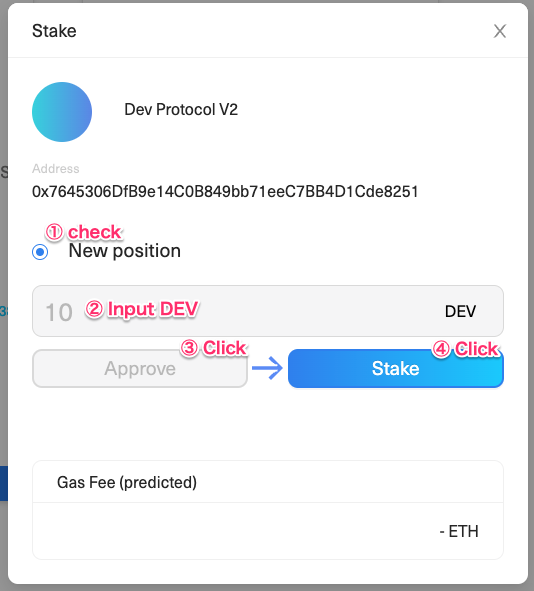 Stake
Dev Protocol V2
Address
0x7645306DfB9e14C0B849bb71eeC7BB4D1Cde8251
① check
New position
10 ② Input DEV DEV
③ Click ④ Click
Approve Stake
Gas Fee (predicted)
- ETH